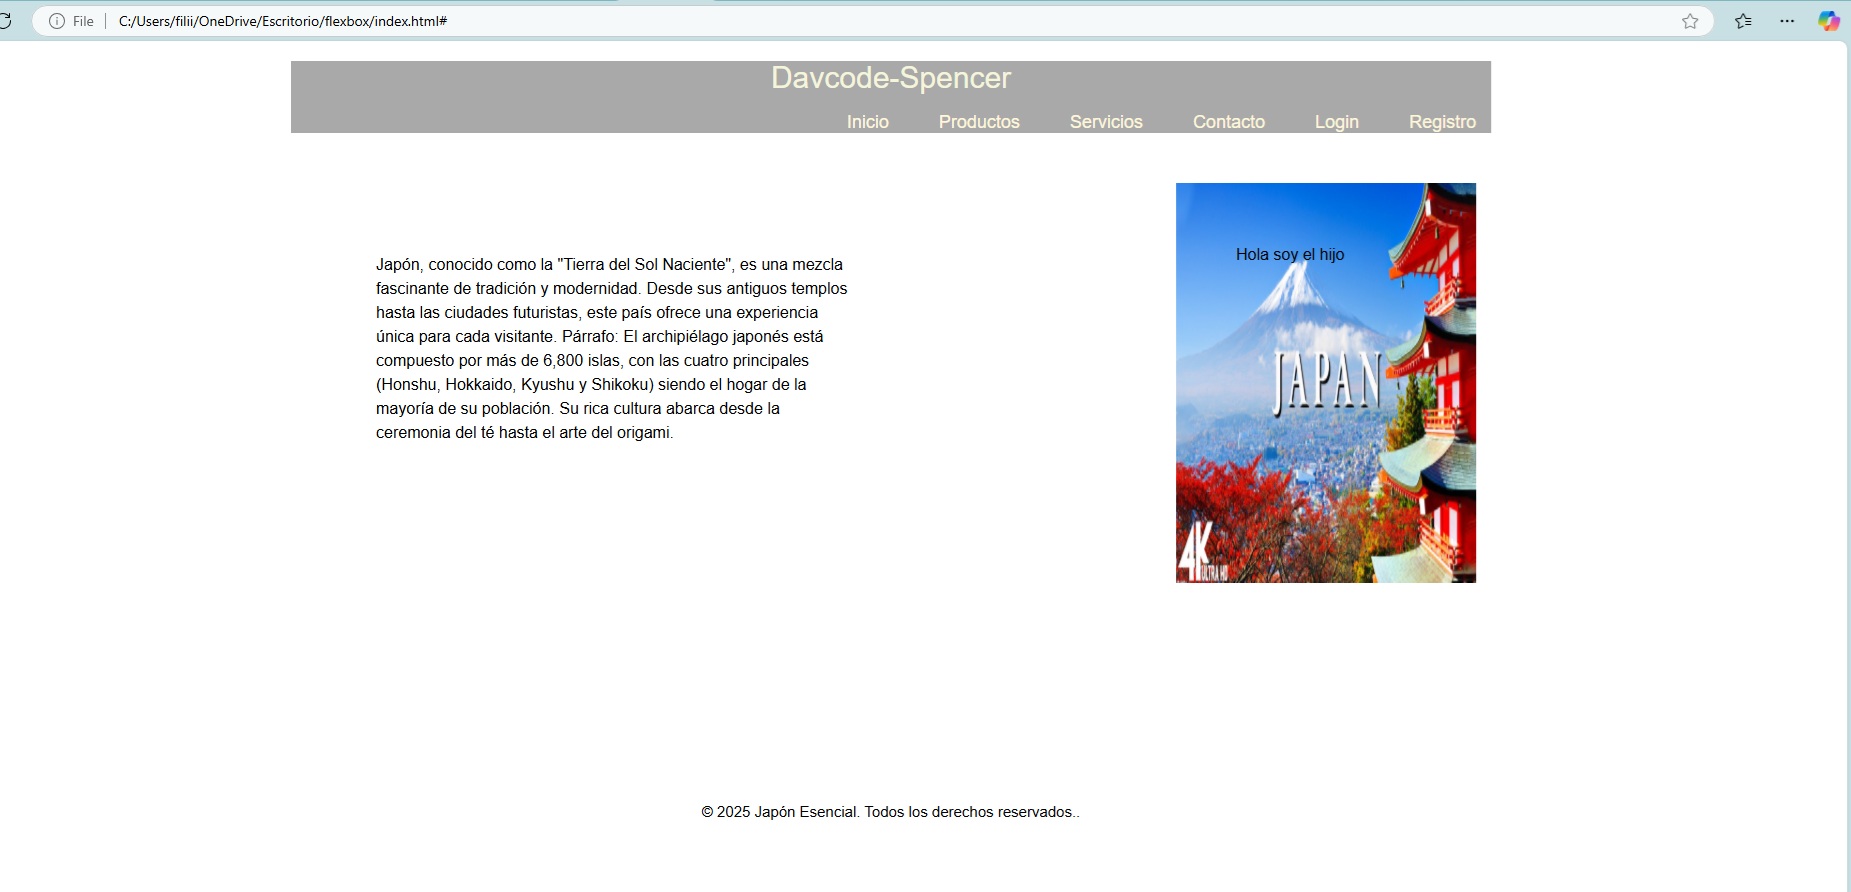 File
C:/Users/filii/OneDrive/Escritorio/flexbox/index.html#
Davcode-Spencer
Inicio Productos Servicios Contacto Login Registro
Japón, conocido como la "Tierra del Sol Naciente", es una mezcla
fascinante de tradición y modernidad. Desde sus antiguos templos
hasta las ciudades futuristas, este país ofrece una experiencia
única para cada visitante. Párrafo: El archipiélago japonés está
compuesto por más de 6,800 islas, con las cuatro principales
(Honshu, Hokkaido, Kyushu y Shikoku) siendo el hogar de la
mayoría de su población. Su rica cultura abarca desde la
ceremonia del té hasta el arte del origami.
Hola soy el hijo
JAPAN
4K
ULTRA HD
© 2025 Japón Esencial. Todos los derechos reservados..